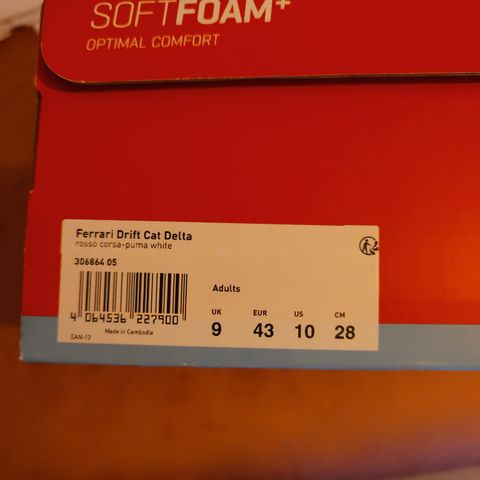 SOFTFOAM+
OPTIMAL COMFORT
Ferrari Drift Cat Delta
rosso corsa-puma white
306864 05
4 064536 227900
EAN-13
Made in Cambodia
Adults
UK EUR US CM
9 43 10 28